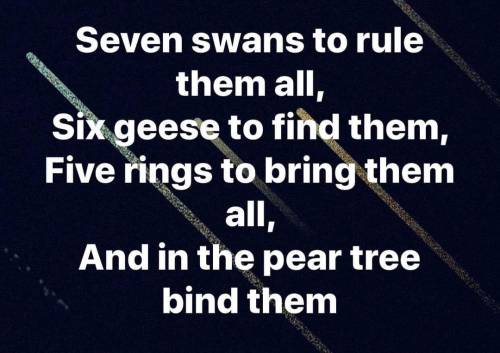 Seven swans to rule
them all,
Six geese to find them,
Five rings to bring them
all,
And in the pear tree
bind them